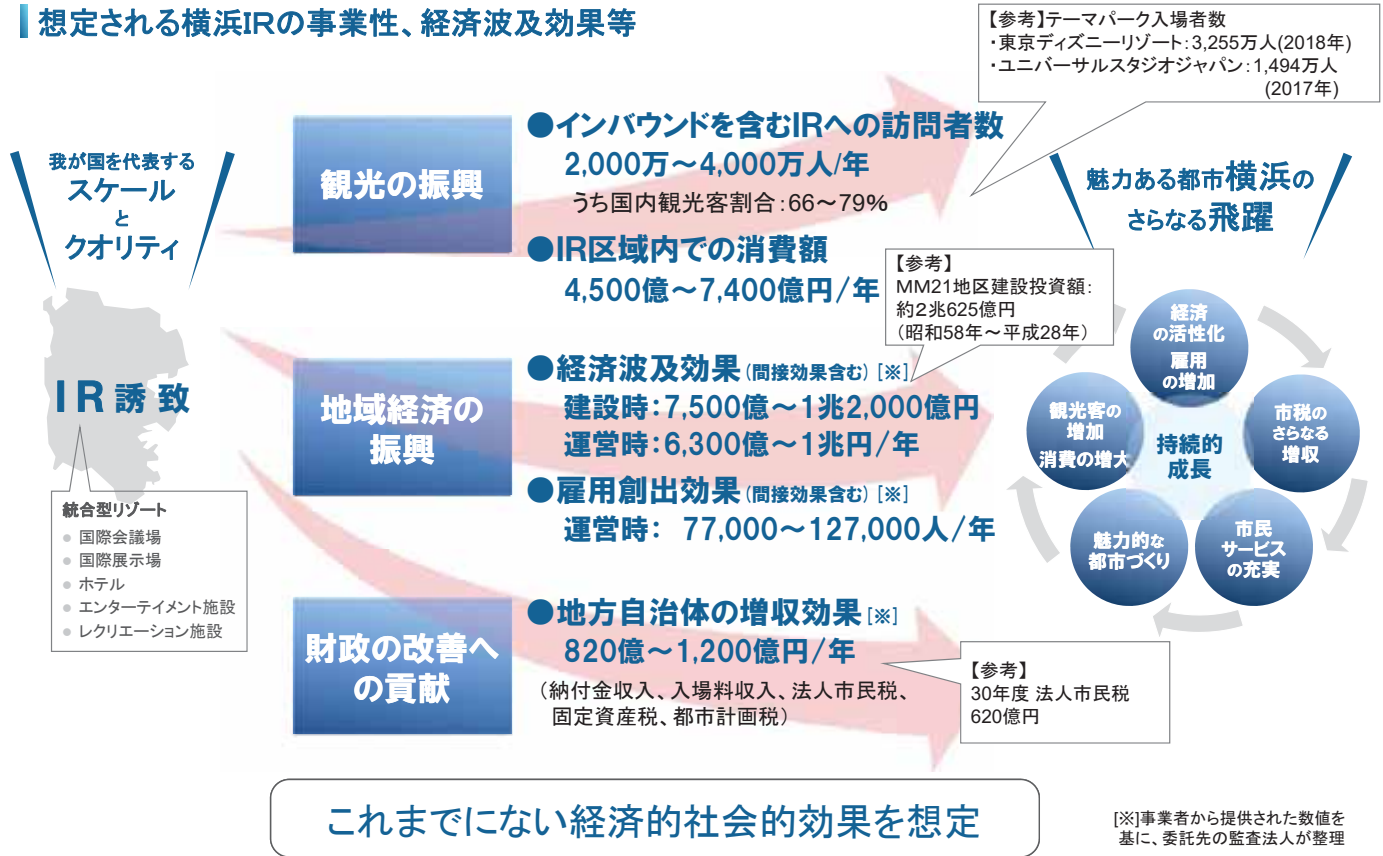 想定される横浜IRの事業性、経済波及効果等
【参考】テーマパーク入場者数
・東京ディズニーリゾート：3,255万人(2018年)
・ユニバーサルスタジオジャパン：1,494万人
(2017年)
我が国を代表する
スケール
と
クオリティ
IR誘致
統合型リゾート
● 国際会議場
● 国際展示場
● ホテル
● エンターテイメント施設
● レクリエーション施設
観光の振興
●インバウンドを含むIRへの訪問者数
2,000万～4,000万人/年
うち国内観光客割合：66～79%
●IR区域内での消費額
4,500億～7,400億円/年
【参考】
MM21地区建設投資額：
約2兆625億円
（昭和58年～平成28年）
地域経済の
振興
●経済波及効果(間接効果含む)[※]
建設時：7,500億～1兆2,000億円
運営時：6,300億～1兆円/年
●雇用創出効果(間接効果含む)[※]
運営時： 77,000～127,000人/年
財政の改善へ
の貢献
●地方自治体の増収効果[※]
820億～1,200億円/年
（納付金収入、入場料収入、法人市民税、
固定資産税、都市計画税）
【参考】
30年度 法人市民税
620億円
魅力ある都市横浜の
さらなる飛躍
経済
の活性化
雇用
の増加
市税の
さらなる
増収
市民
サービス
の充実
魅力的な
都市づくり
観光客の
増加
消費の増大
持続的
成長
これまでにない経済的社会的効果を想定
[※]事業者から提供された数値を
基に、委託先の監査法人が整理